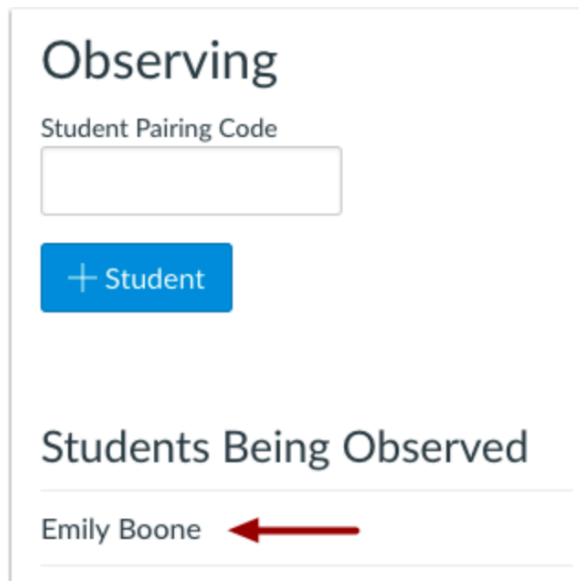 Observing
Student Pairing Code
+ Student
Students Being Observed
Emily Boone